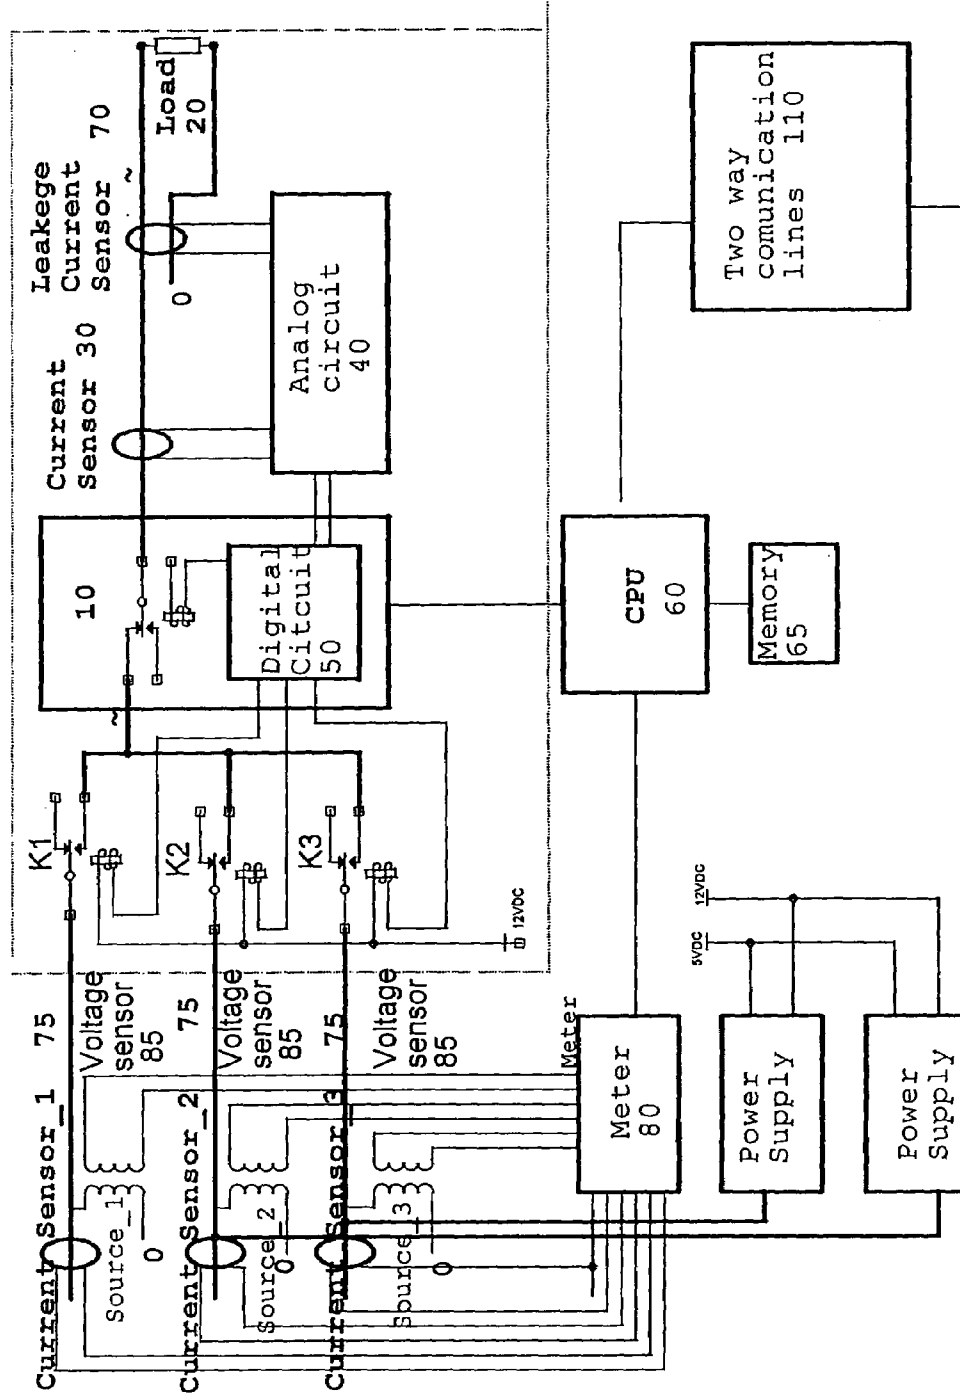 Current Sensor_1 75
Source_1
0
Voltage
sensor
85
K1
Current Sensor_2 75
Source_2
0
Voltage
sensor
85
K2
Current Sensor_3 75
Source_3
0
Voltage
sensor
85
K3
12VDC
~
10
Digital
Citcuit
50
Current
Sensor 30
Leakege
Current
Sensor 70
~
0
Load
20
Analog
circuit
40
Meter
Meter
80
CPU
60
Memory
65
Two way
comunication
lines 110
5VDC
12VDC
Power
Supply
Power
Supply